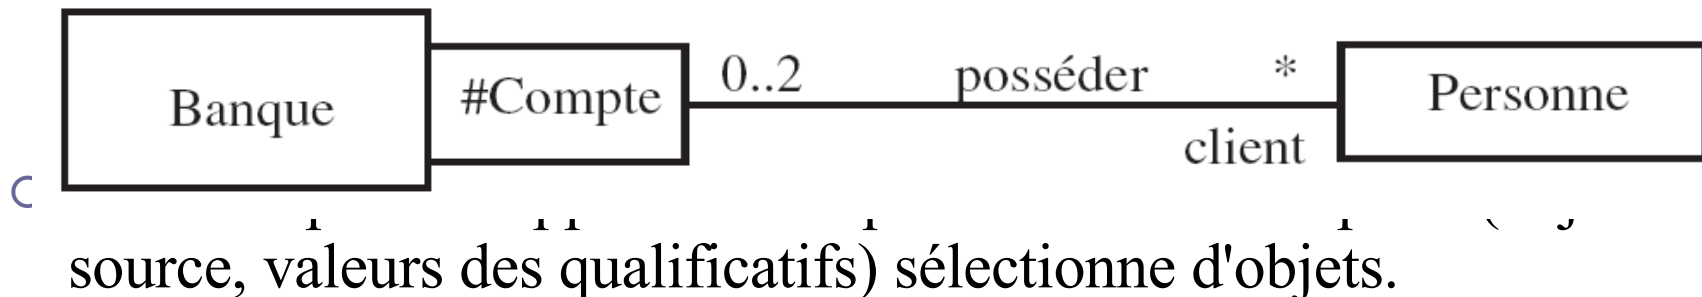 Banque
#Compte
0..2 posséder *
client
Personne
source, valeurs des qualificatifs) sélectionne d'objets.